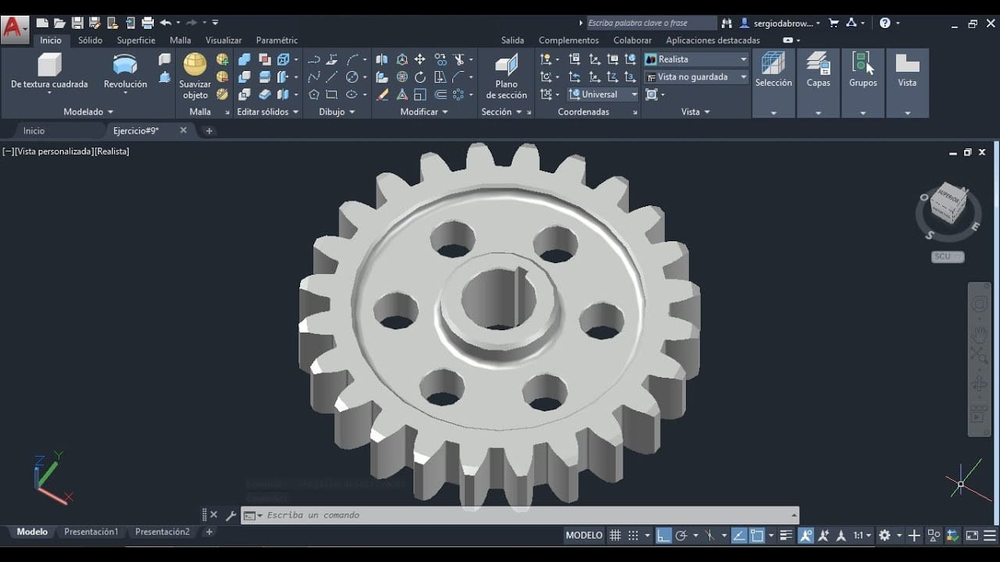 Escriba palabra clave o frase
sergiodabrow...
Inicio Sólido Superficie Malla Visualizar Paramétric Salida Complementos Colaborar Aplicaciones destacadas
De textura cuadrada
Revolución
Suavizar
objeto
Plano
de sección
Realista
Vista no guardada
Universal
Selección
Capas
Grupos
Vista
Modelado Malla Editar sólidos Dibujo Modificar Sección Coordenadas Vista
Inicio Ejercicio#9*
[−][Vista personalizada][Realista]
SUPERIOR
O
S
E
SCU
Z Y
X
Comando:
Escriba un comando
Modelo Presentación1 Presentación2
MODELO 1:1